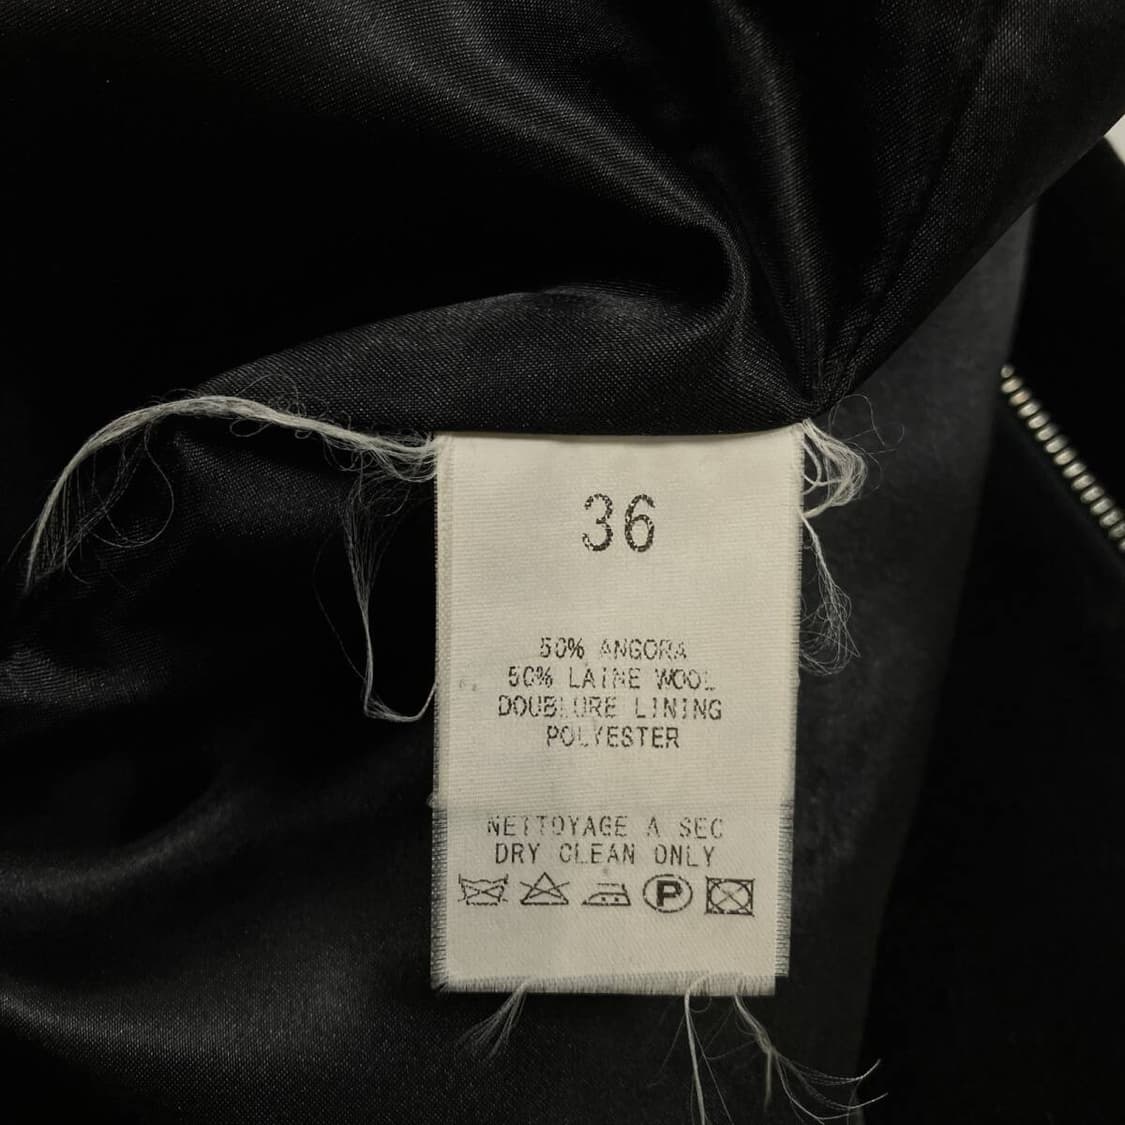 36
50% ANGORA
50% LAINE WOOL
DOUBLURE LINING
POLYESTER
NETTOYAGE A SEC
DRY CLEAN ONLY
P